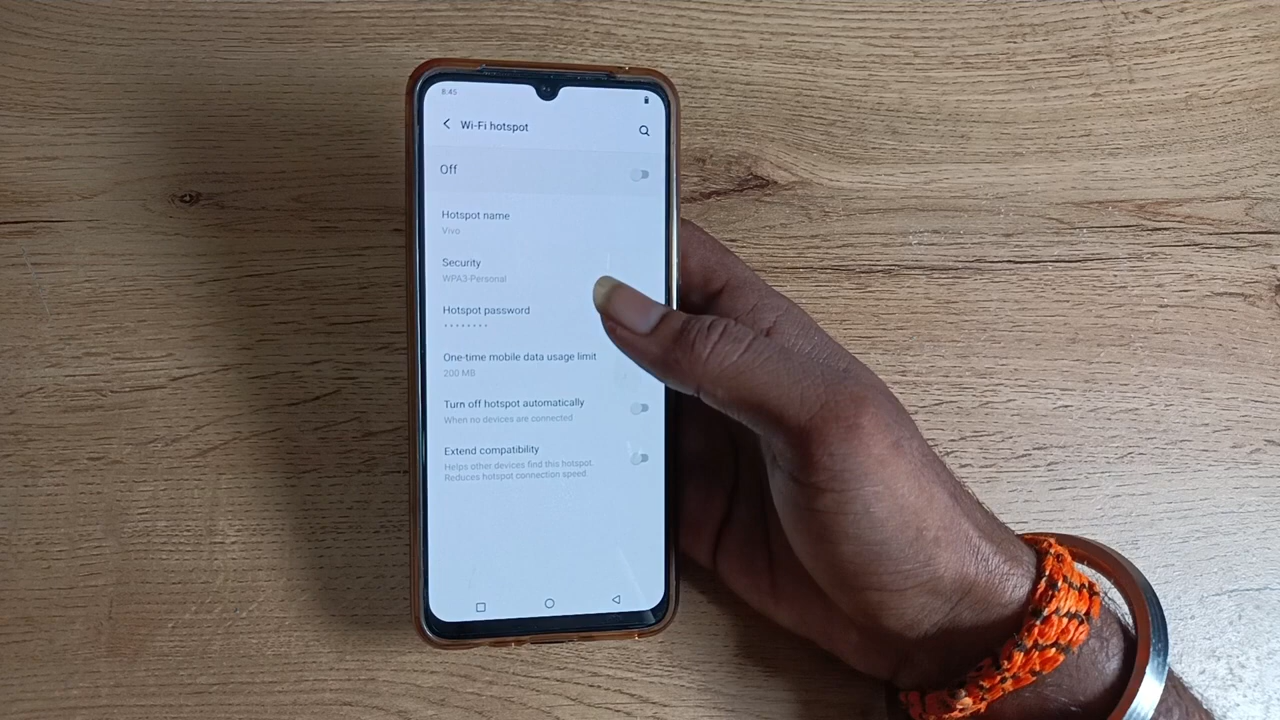 8:45
Wi-Fi hotspot
Off
Hotspot name
Vivo
Security
WPA3-Personal
Hotspot password
••••••••
One-time mobile data usage limit
200 MB
Turn off hotspot automatically
When no devices are connected
Extend compatibility
Helps other devices find this hotspot.
Reduces hotspot connection speed.